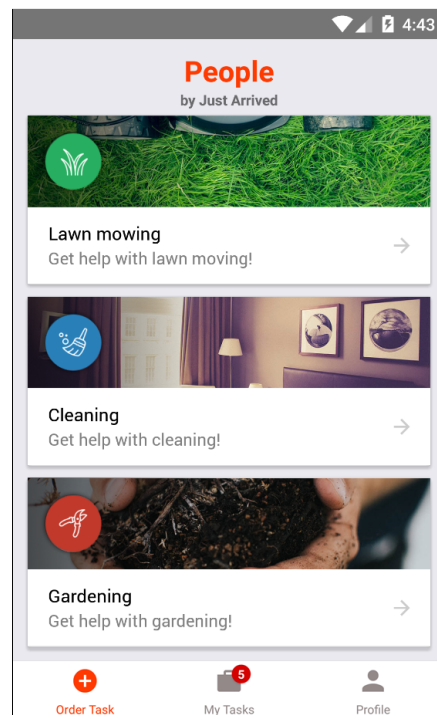 4:43
People
by Just Arrived
Lawn mowing
Get help with lawn moving!
Cleaning
Get help with cleaning!
Gardening
Get help with gardening!
5
Order Task
My Tasks
Profile